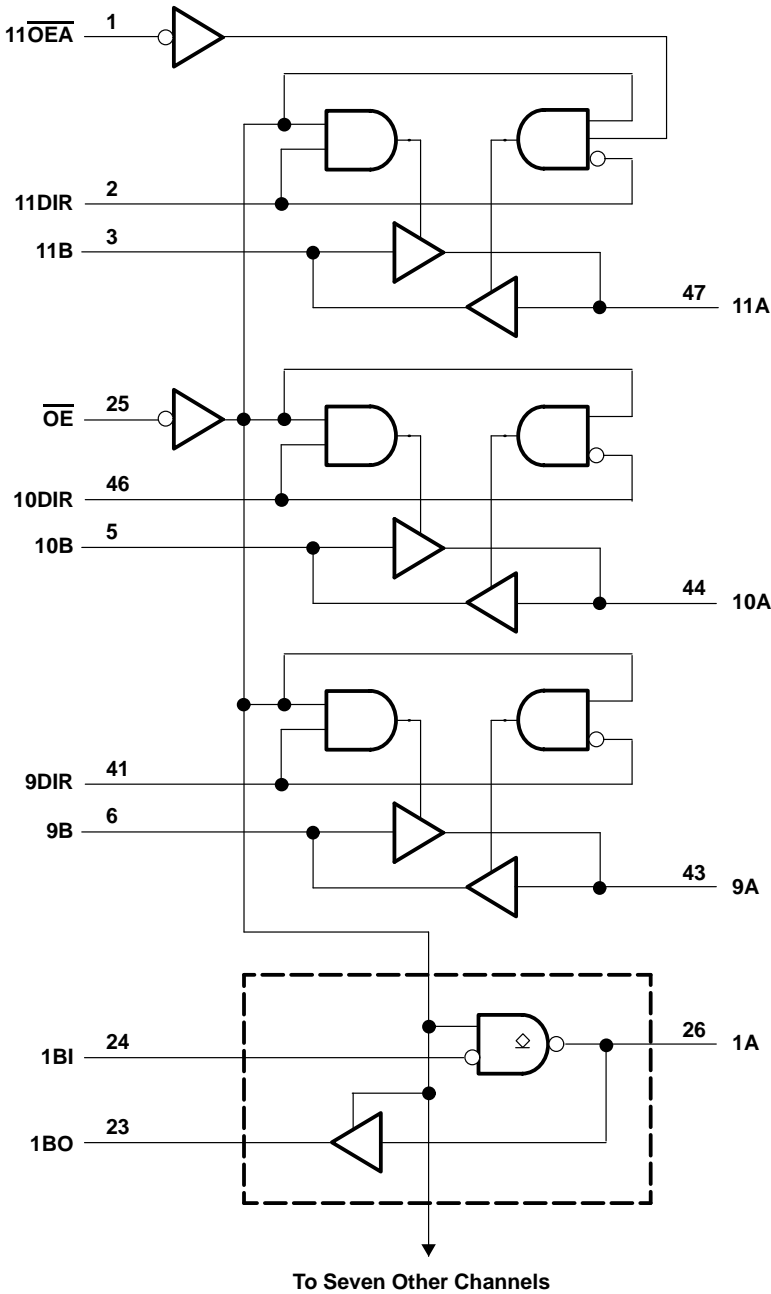 11OEA 1
11DIR 2
11B 3
47 11A
OE 25
10DIR 46
10B 5
44 10A
9DIR 41
9B 6
43 9A
1BI 24
26 1A
1BO 23
To Seven Other Channels